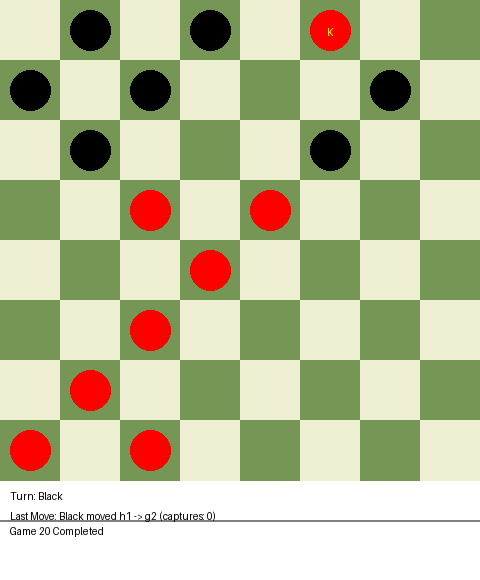 K
Turn: Black
Last Move: Black moved h1 -> g2 (captures: 0)
Game 20 Completed